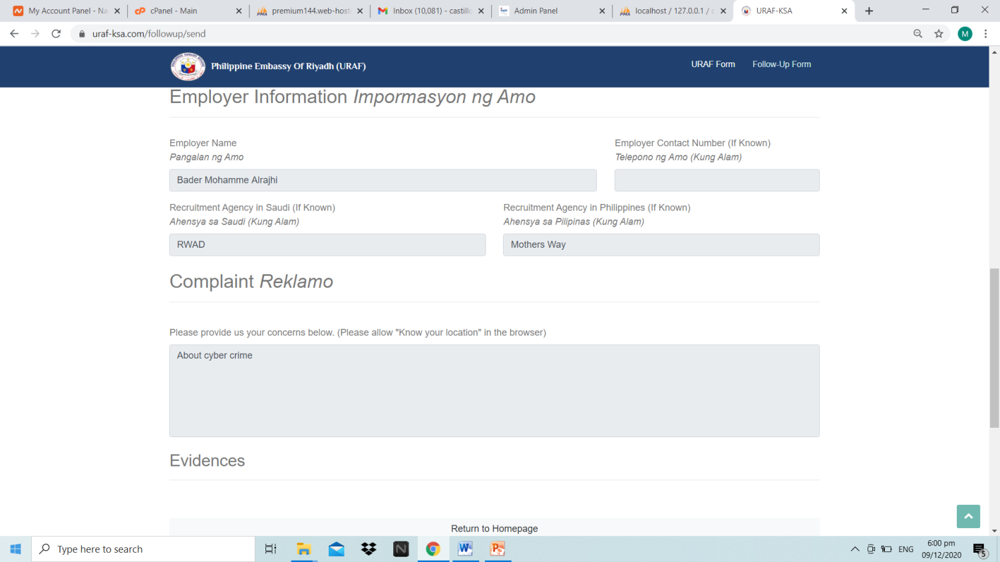 My Account Panel - Na
cPanel - Main
premium144.web-host
Inbox (10,081) - castillo
Admin Panel
localhost / 127.0.0.1 / c
URAF-KSA
uraf-ksa.com/followup/send
M
Philippine Embassy Of Riyadh (URAF)
URAF Form
Follow-Up Form
Employer Information Impormasyon ng Amo
Employer Name
Pangalan ng Amo
Employer Contact Number (If Known)
Telepono ng Amo (Kung Alam)
Bader Mohamme Alrajhi
Recruitment Agency in Saudi (If Known)
Ahensya sa Saudi (Kung Alam)
Recruitment Agency in Philippines (If Known)
Ahensya sa Pilipinas (Kung Alam)
RWAD
Mothers Way
Complaint Reklamo
Please provide us your concerns below. (Please allow "Know your location" in the browser)
About cyber crime
Evidences
Return to Homepage
Type here to search
ENG
6:00 pm
09/12/2020
5